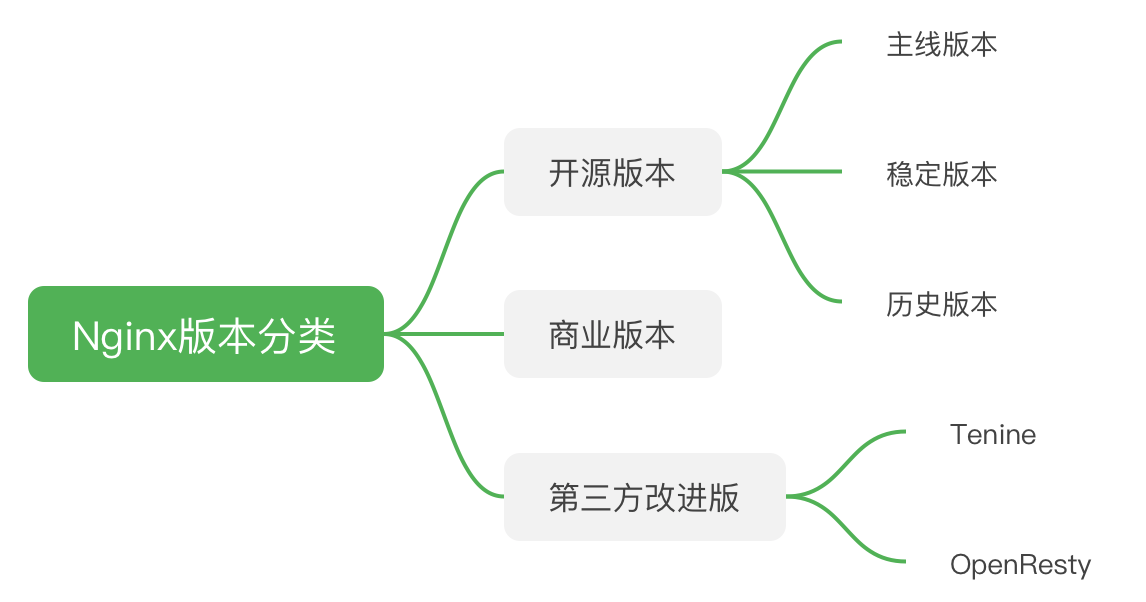 Nginx版本分类
开源版本
主线版本
稳定版本
历史版本
商业版本
第三方改进版
Tenine
OpenResty